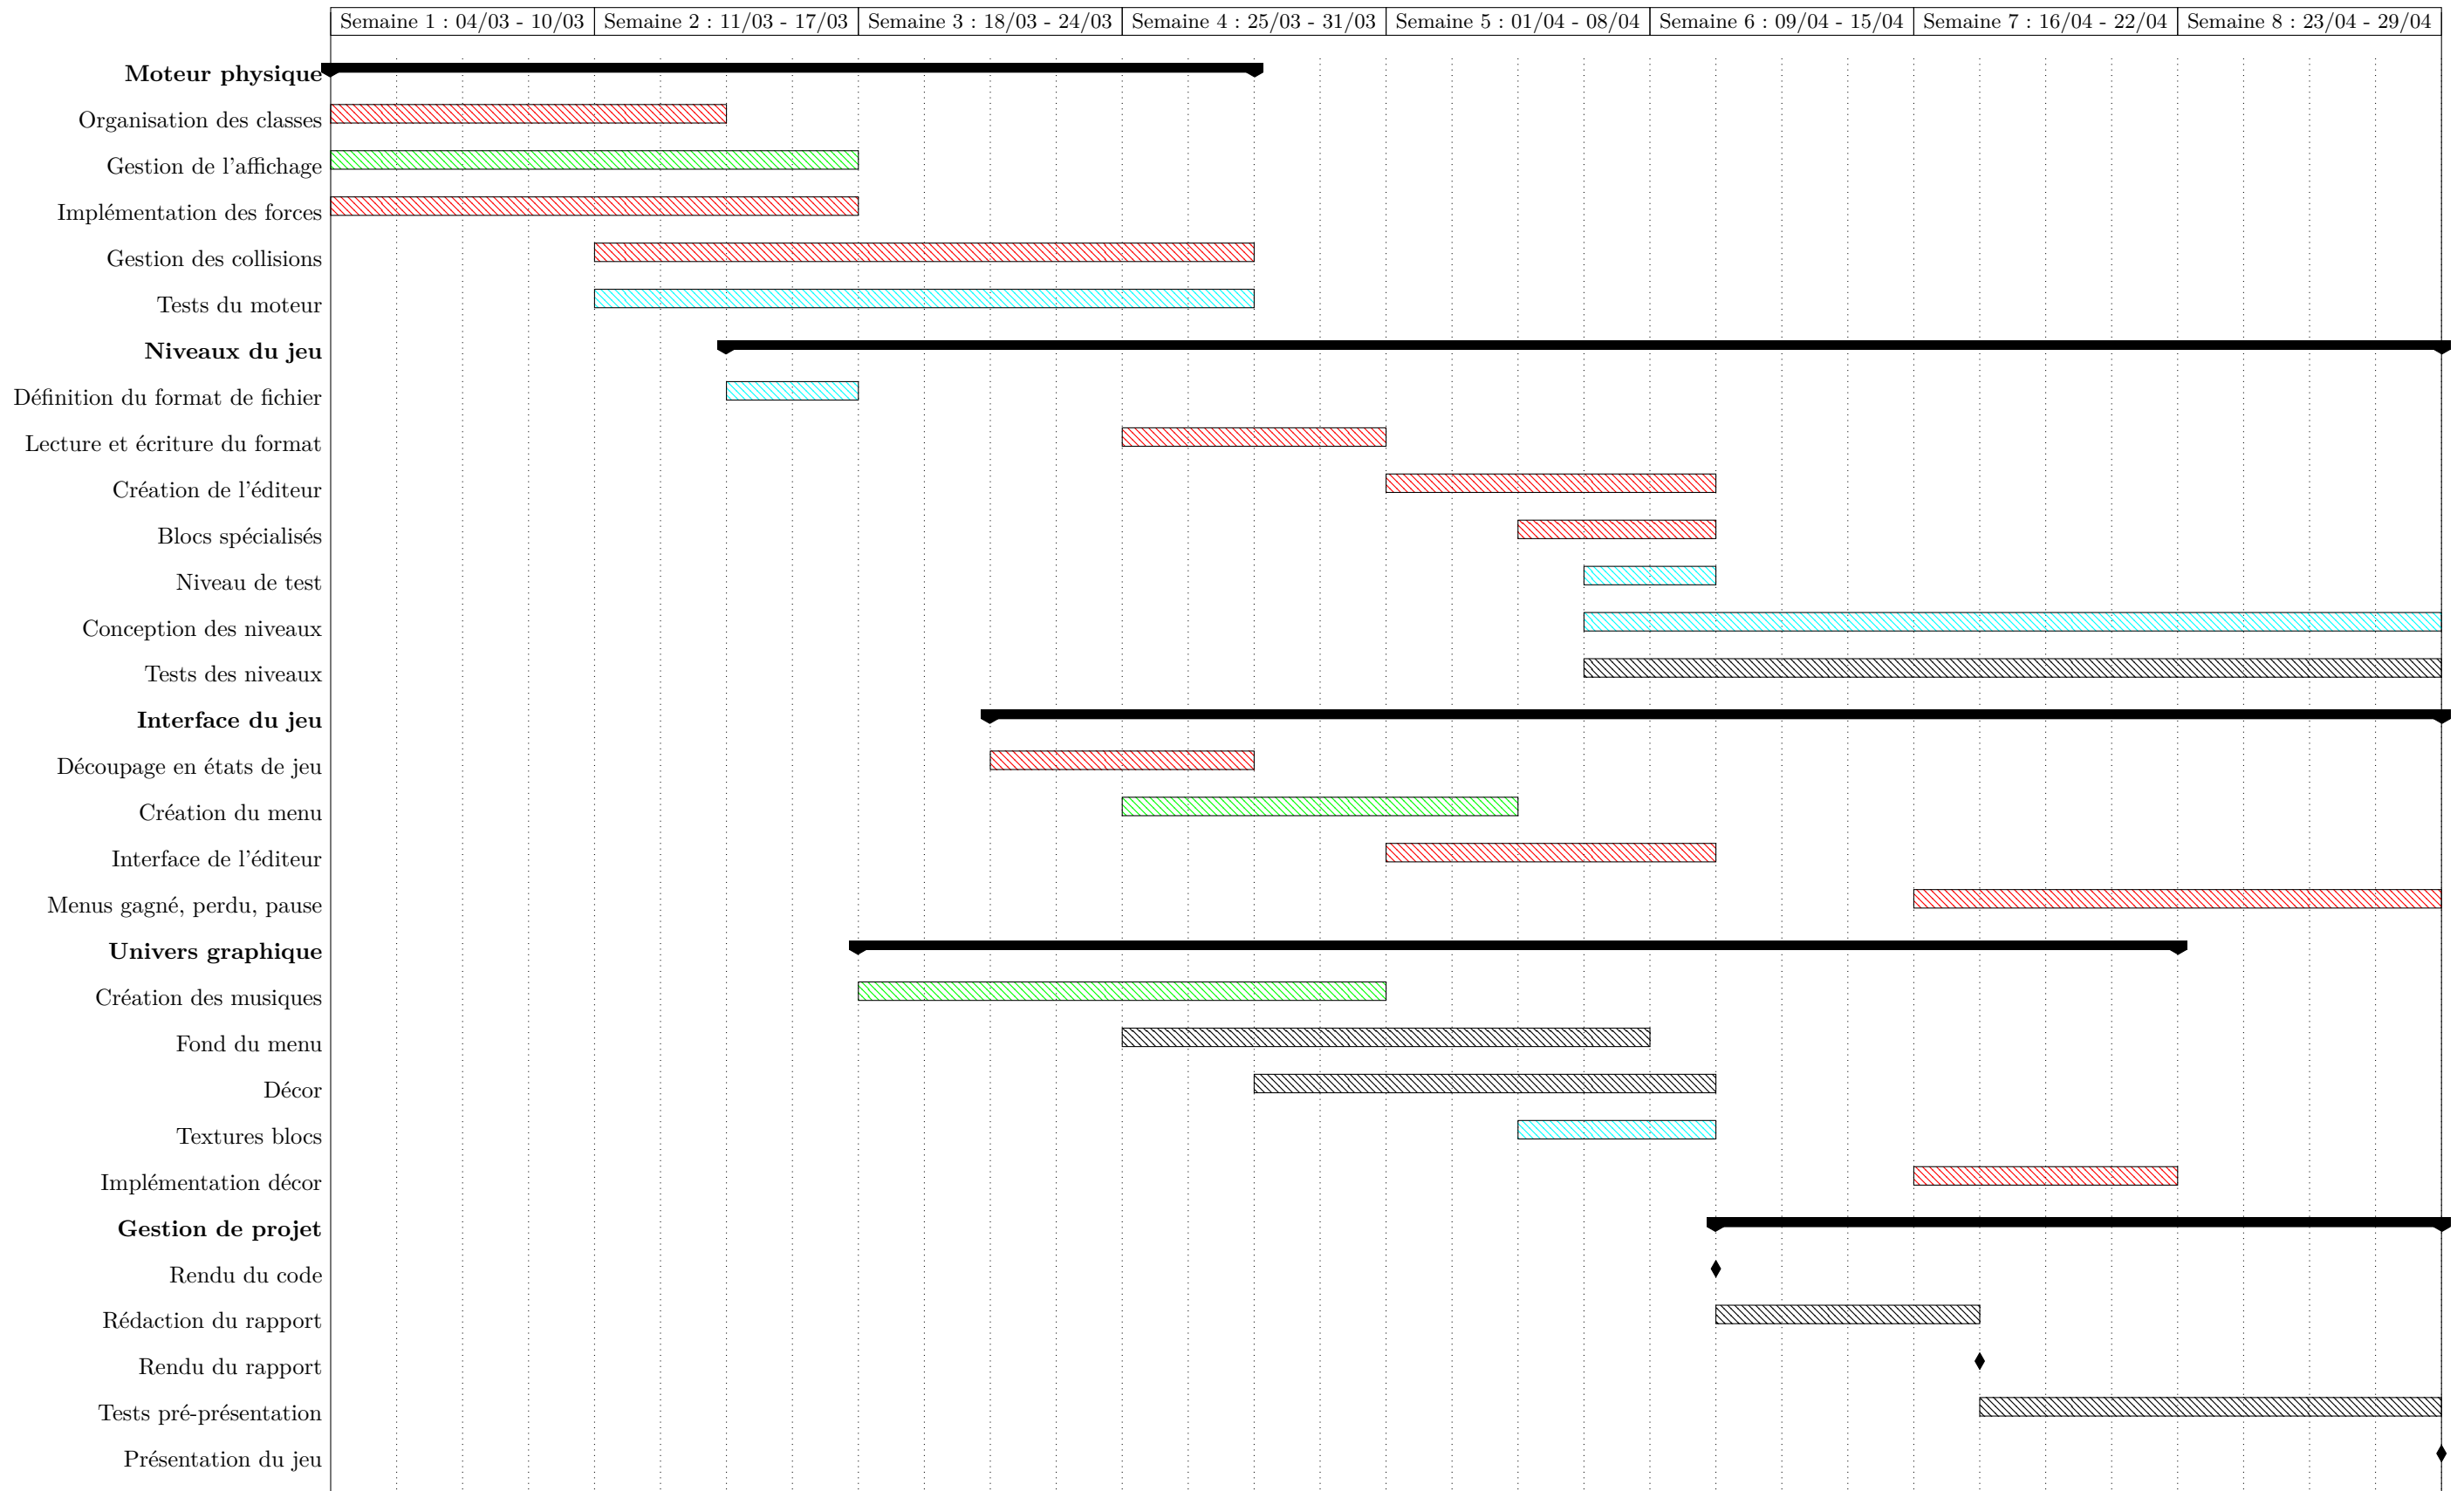 Semaine 1 : 04/03 - 10/03 Semaine 2 : 11/03 - 17/03 Semaine 3 : 18/03 - 24/03 Semaine 4 : 25/03 - 31/03 Semaine 5 : 01/04 - 08/04 Semaine 6 : 09/04 - 15/04 Semaine 7 : 16/04 - 22/04 Semaine 8 : 23/04 - 29/04
Moteur physique
Organisation des classes
Gestion de l'affichage
Implémentation des forces
Gestion des collisions
Tests du moteur
Niveaux du jeu
Définition du format de fichier
Lecture et écriture du format
Création de l'éditeur
Blocs spécialisés
Niveau de test
Conception des niveaux
Tests des niveaux
Interface du jeu
Découpage en états de jeu
Création du menu
Interface de l'éditeur
Menus gagné, perdu, pause
Univers graphique
Création des musiques
Fond du menu
Décor
Textures blocs
Implémentation décor
Gestion de projet
Rendu du code
Rédaction du rapport
Rendu du rapport
Tests pré-présentation
Présentation du jeu